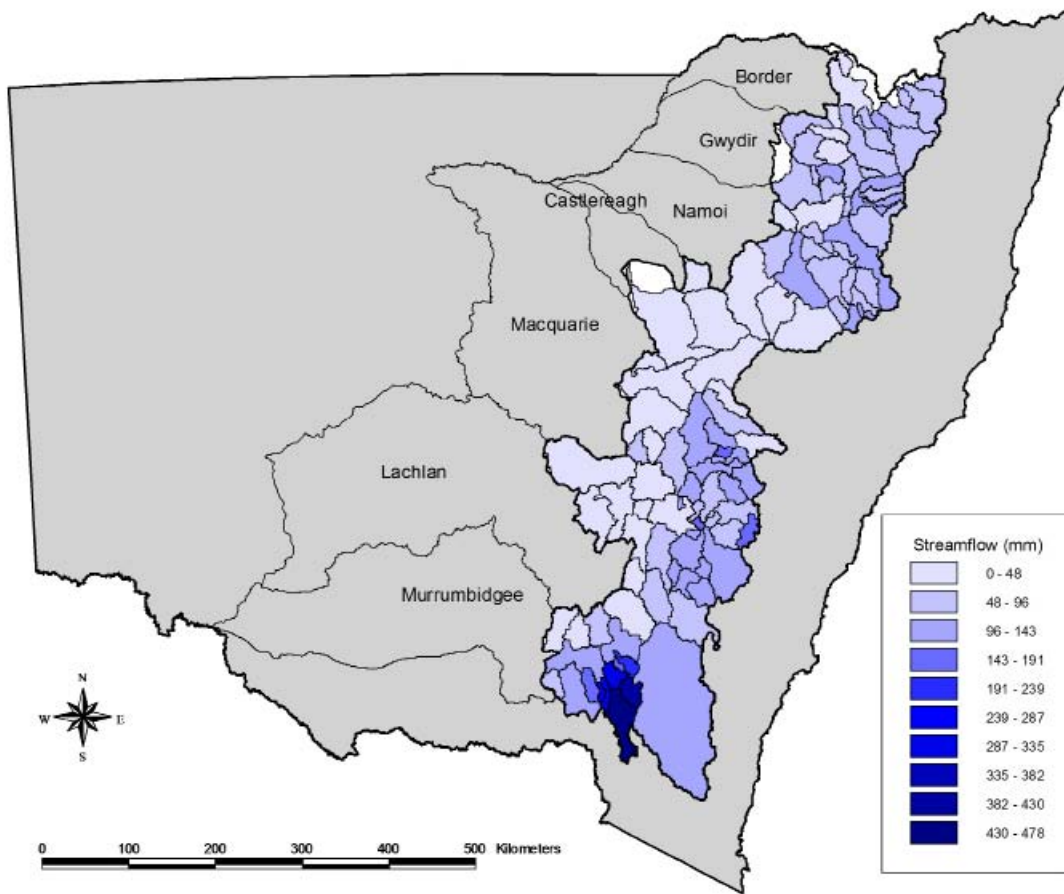 Border
Gwydir
Castlereagh
Namoi
Macquarie
Lachlan
Murrumbidgee
N
W E
S
0 100 200 300 400 500 Kilometers
Streamflow (mm)
0 - 48
48 - 96
96 - 143
143 - 191
191 - 239
239 - 287
287 - 335
335 - 382
382 - 430
430 - 478